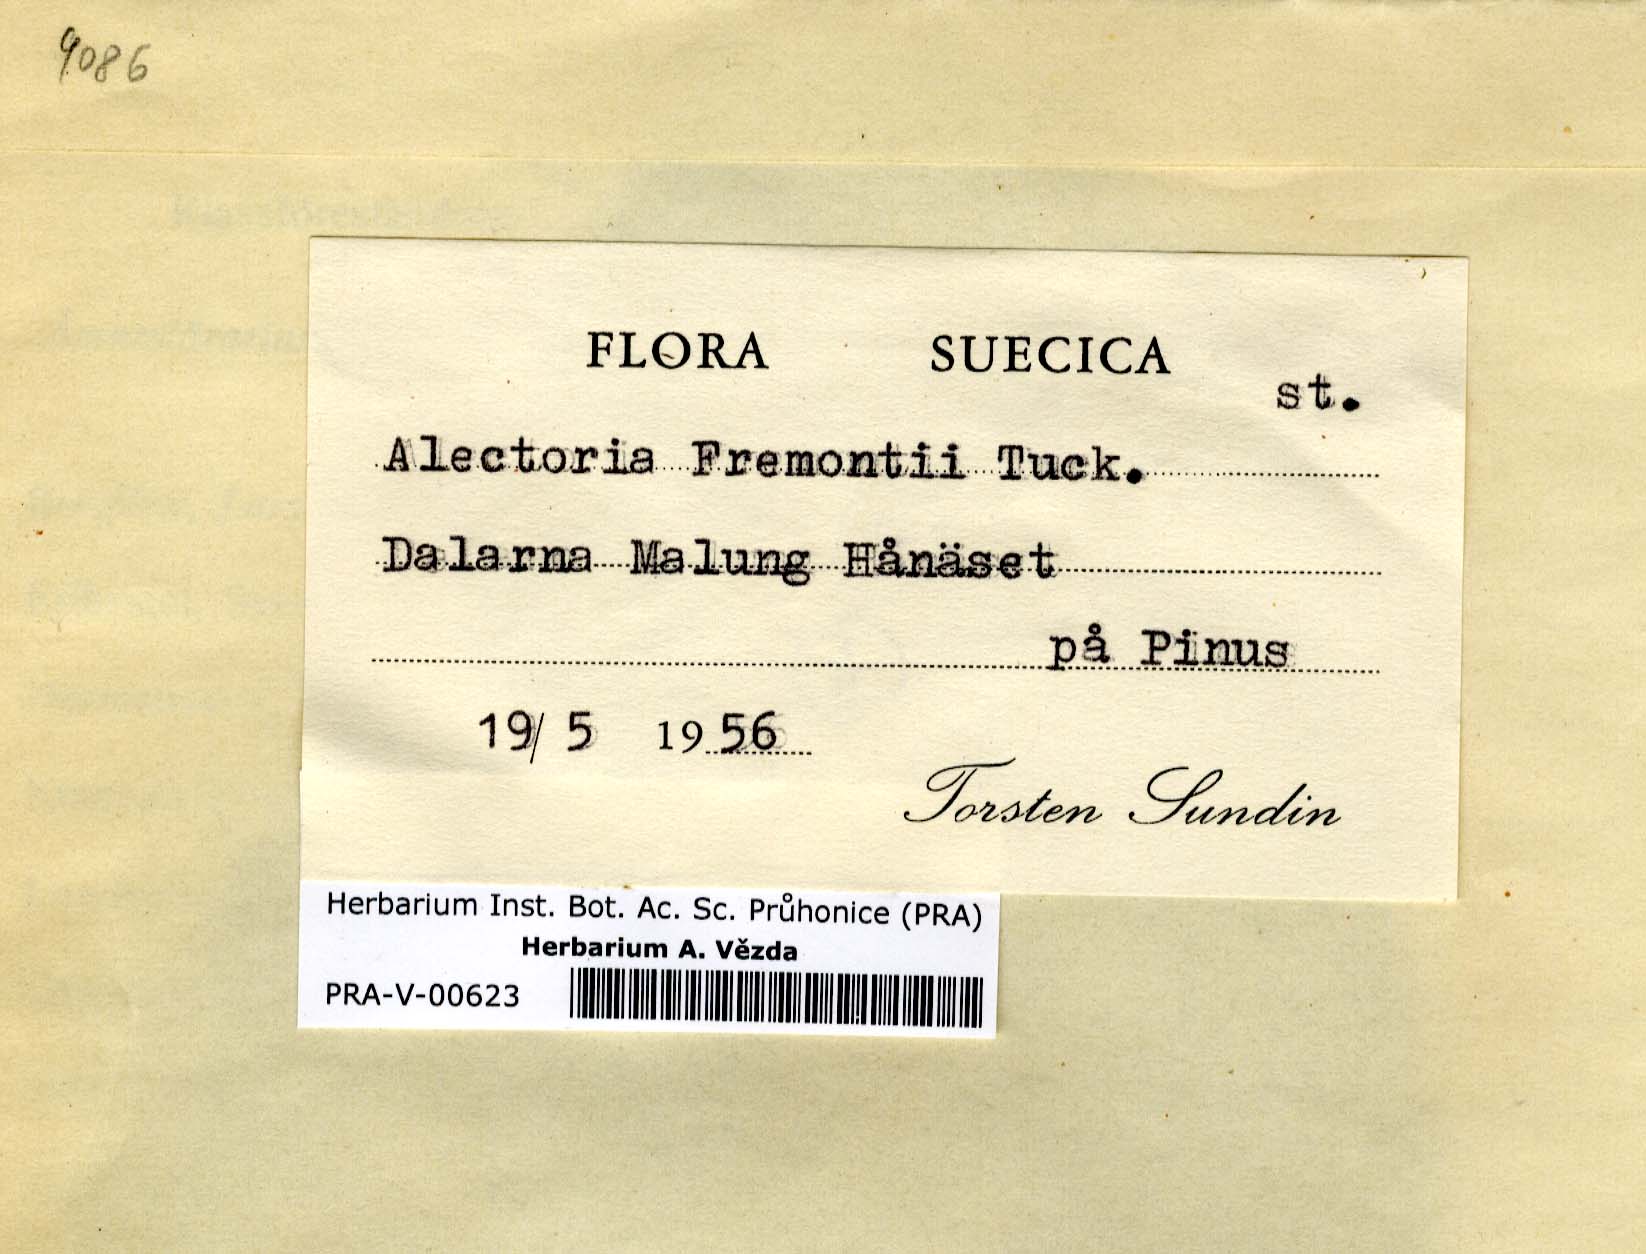 9086
FLORA SUECICA
st.
Alectoria Fremontii Tuck.
Dalarna Malung Hånäset
på Pinus
19/5 1956
Torsten Sundin
Herbarium Inst. Bot. Ac. Sc. Průhonice (PRA)
Herbarium A. Vězda
PRA-V-00623